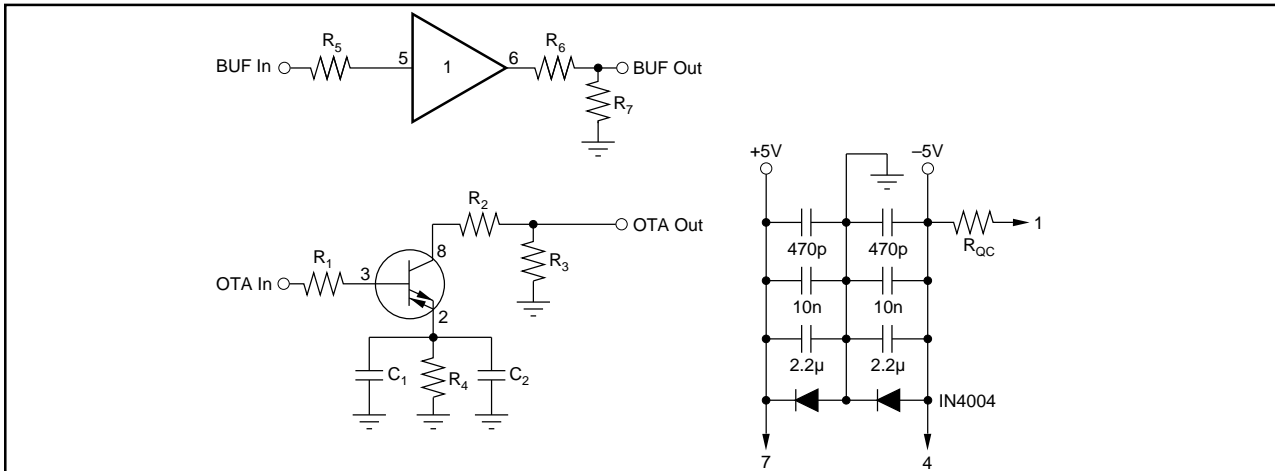 R5
R6
BUF In
5
1
6
BUF Out
R7
+5V
–5V
R2
OTA Out
8
1
470p
470p
RQC
R1
R3
OTA In
3
10n
10n
2
2.2µ
2.2µ
C1
R4
C2
IN4004
7
4